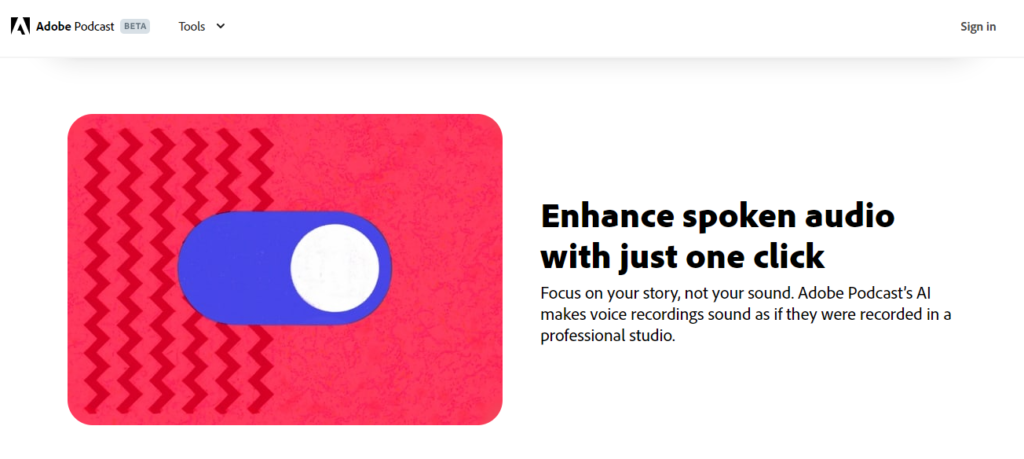 Adobe Podcast BETA Tools Sign in
Enhance spoken audio
with just one click
Focus on your story, not your sound. Adobe Podcast’s AI
makes voice recordings sound as if they were recorded in a
professional studio.